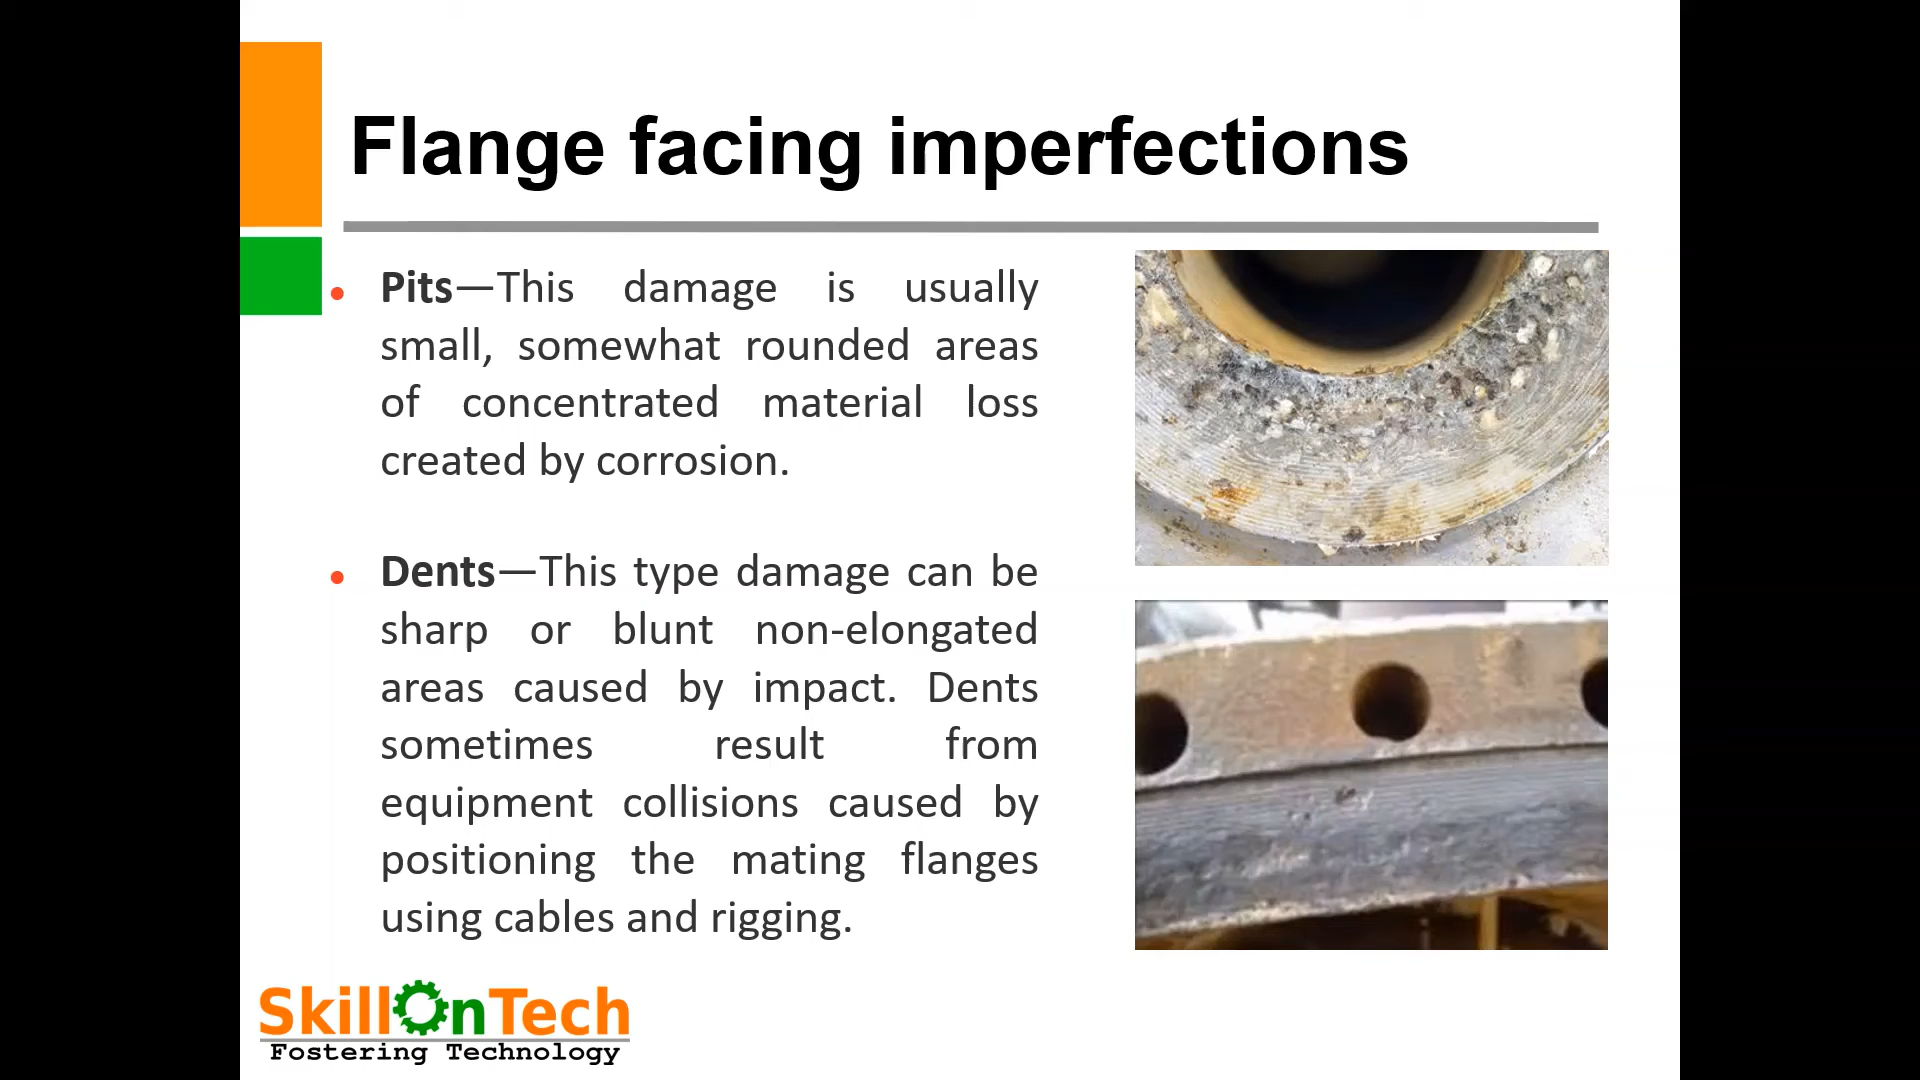 Flange facing imperfections
• Pits—This damage is usually
small, somewhat rounded areas
of concentrated material loss
created by corrosion.
• Dents—This type damage can be
sharp or blunt non-elongated
areas caused by impact. Dents
sometimes result from
equipment collisions caused by
positioning the mating flanges
using cables and rigging.
SkillOnTech
Fostering Technology